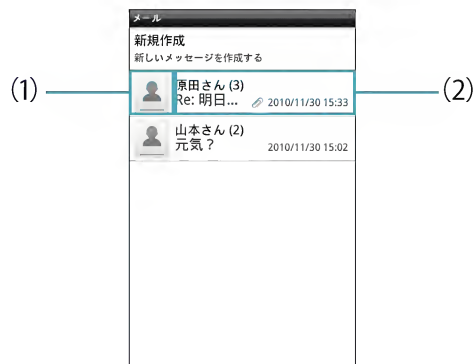 メール
新規作成
新しいメッセージを作成する
(1)
(2)
原田さん (3)
Re: 明日... 2010/11/30 15:33
山本さん (2)
元気？ 2010/11/30 15:02